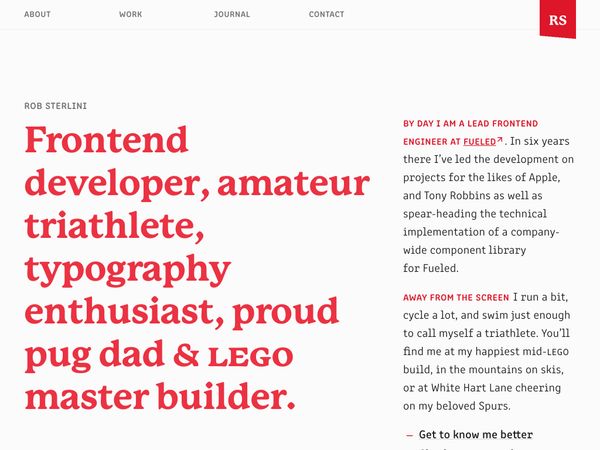 ABOUT
WORK
JOURNAL
CONTACT
RS
ROB STERLINI
Frontend
developer, amateur
triathlete,
typography
enthusiast, proud
pug dad & LEGO
master builder.
BY DAY I AM A LEAD FRONTEND
ENGINEER AT FUELED↗. In six years
there I’ve led the development on
projects for the likes of Apple,
and Tony Robbins as well as
spear-heading the technical
implementation of a company-
wide component library
for Fueled.
AWAY FROM THE SCREEN I run a bit,
cycle a lot, and swim just enough
to call myself a triathlete. You’ll
find me at my happiest mid-LEGO
build, in the mountains on skis,
or at White Hart Lane cheering
on my beloved Spurs.
– Get to know me better